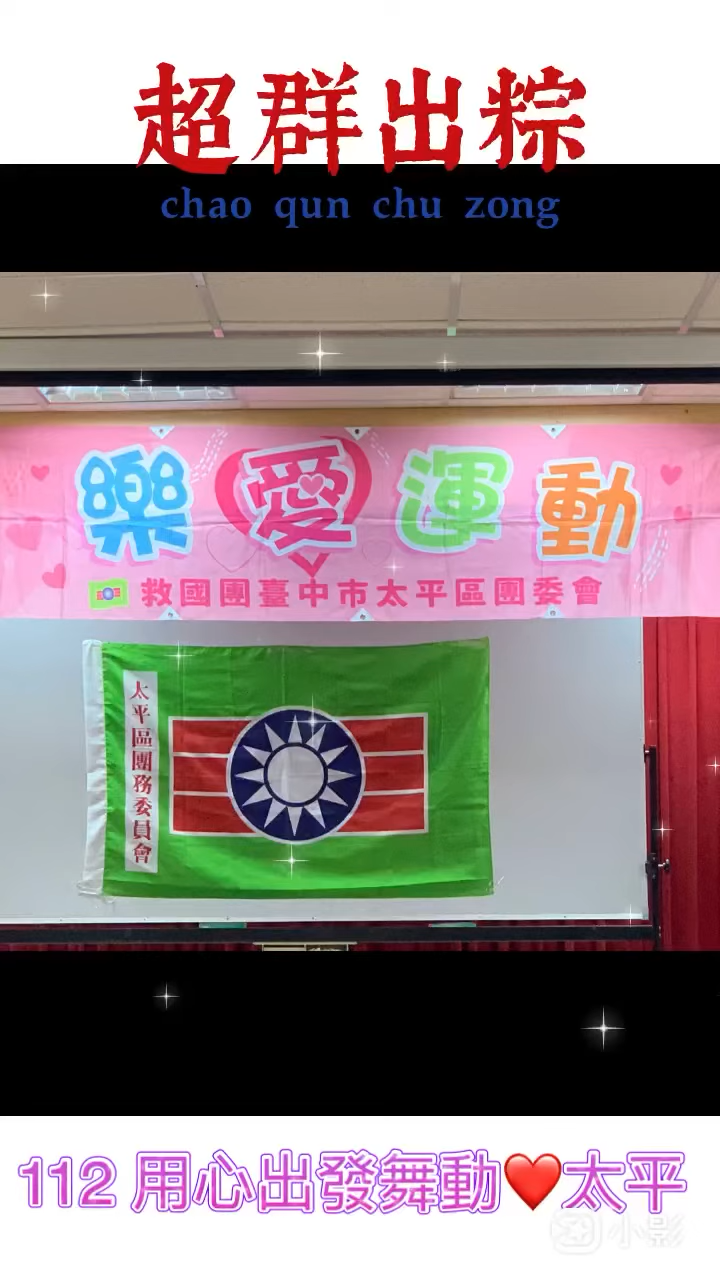 超群出粽
chao qun chu zong
樂愛運動
救國團臺中市太平區團委會
太平區團務委員會
112 用心出發舞動❤️太平
小影